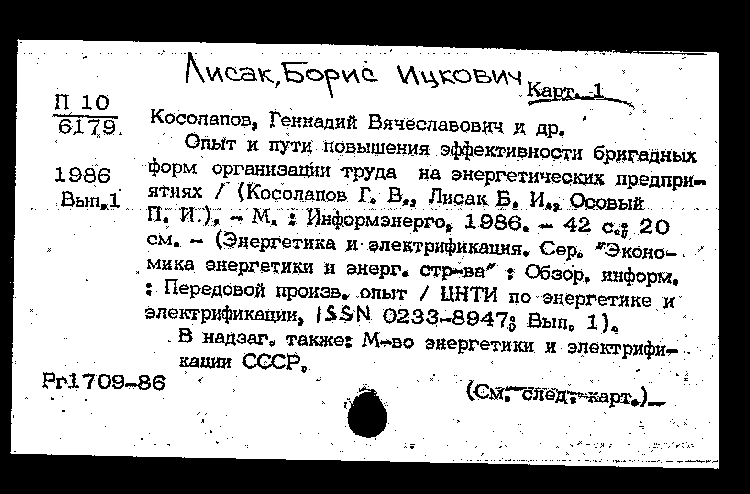 Лисак, Борис Ицкович
Карт. 1
П 10
6179
1986
Вып.1
Косолапов, Геннадий Вячеславович и др.
Опыт и пути повышения эффективности бригадных
форм организации труда на энергетических предпри-
ятиях / (Косолапов Г. В., Лисак Б. И., Осовый
П. И.). - М. : Информэнерго, 1986. - 42 с.; 20
см. - (Энергетика и электрификация. Сер. "Эконо-
мика энергетики и энерг. стр-ва" ; Обзор. информ.
: Передовой произв. опыт / ЦНТИ по энергетике и
электрификации, ISSN 0233-8947; Вып. 1).
В надзаг. также: М-во энергетики и электрифи-
кации СССР.
Рг1709-86
(См. след. карт.)